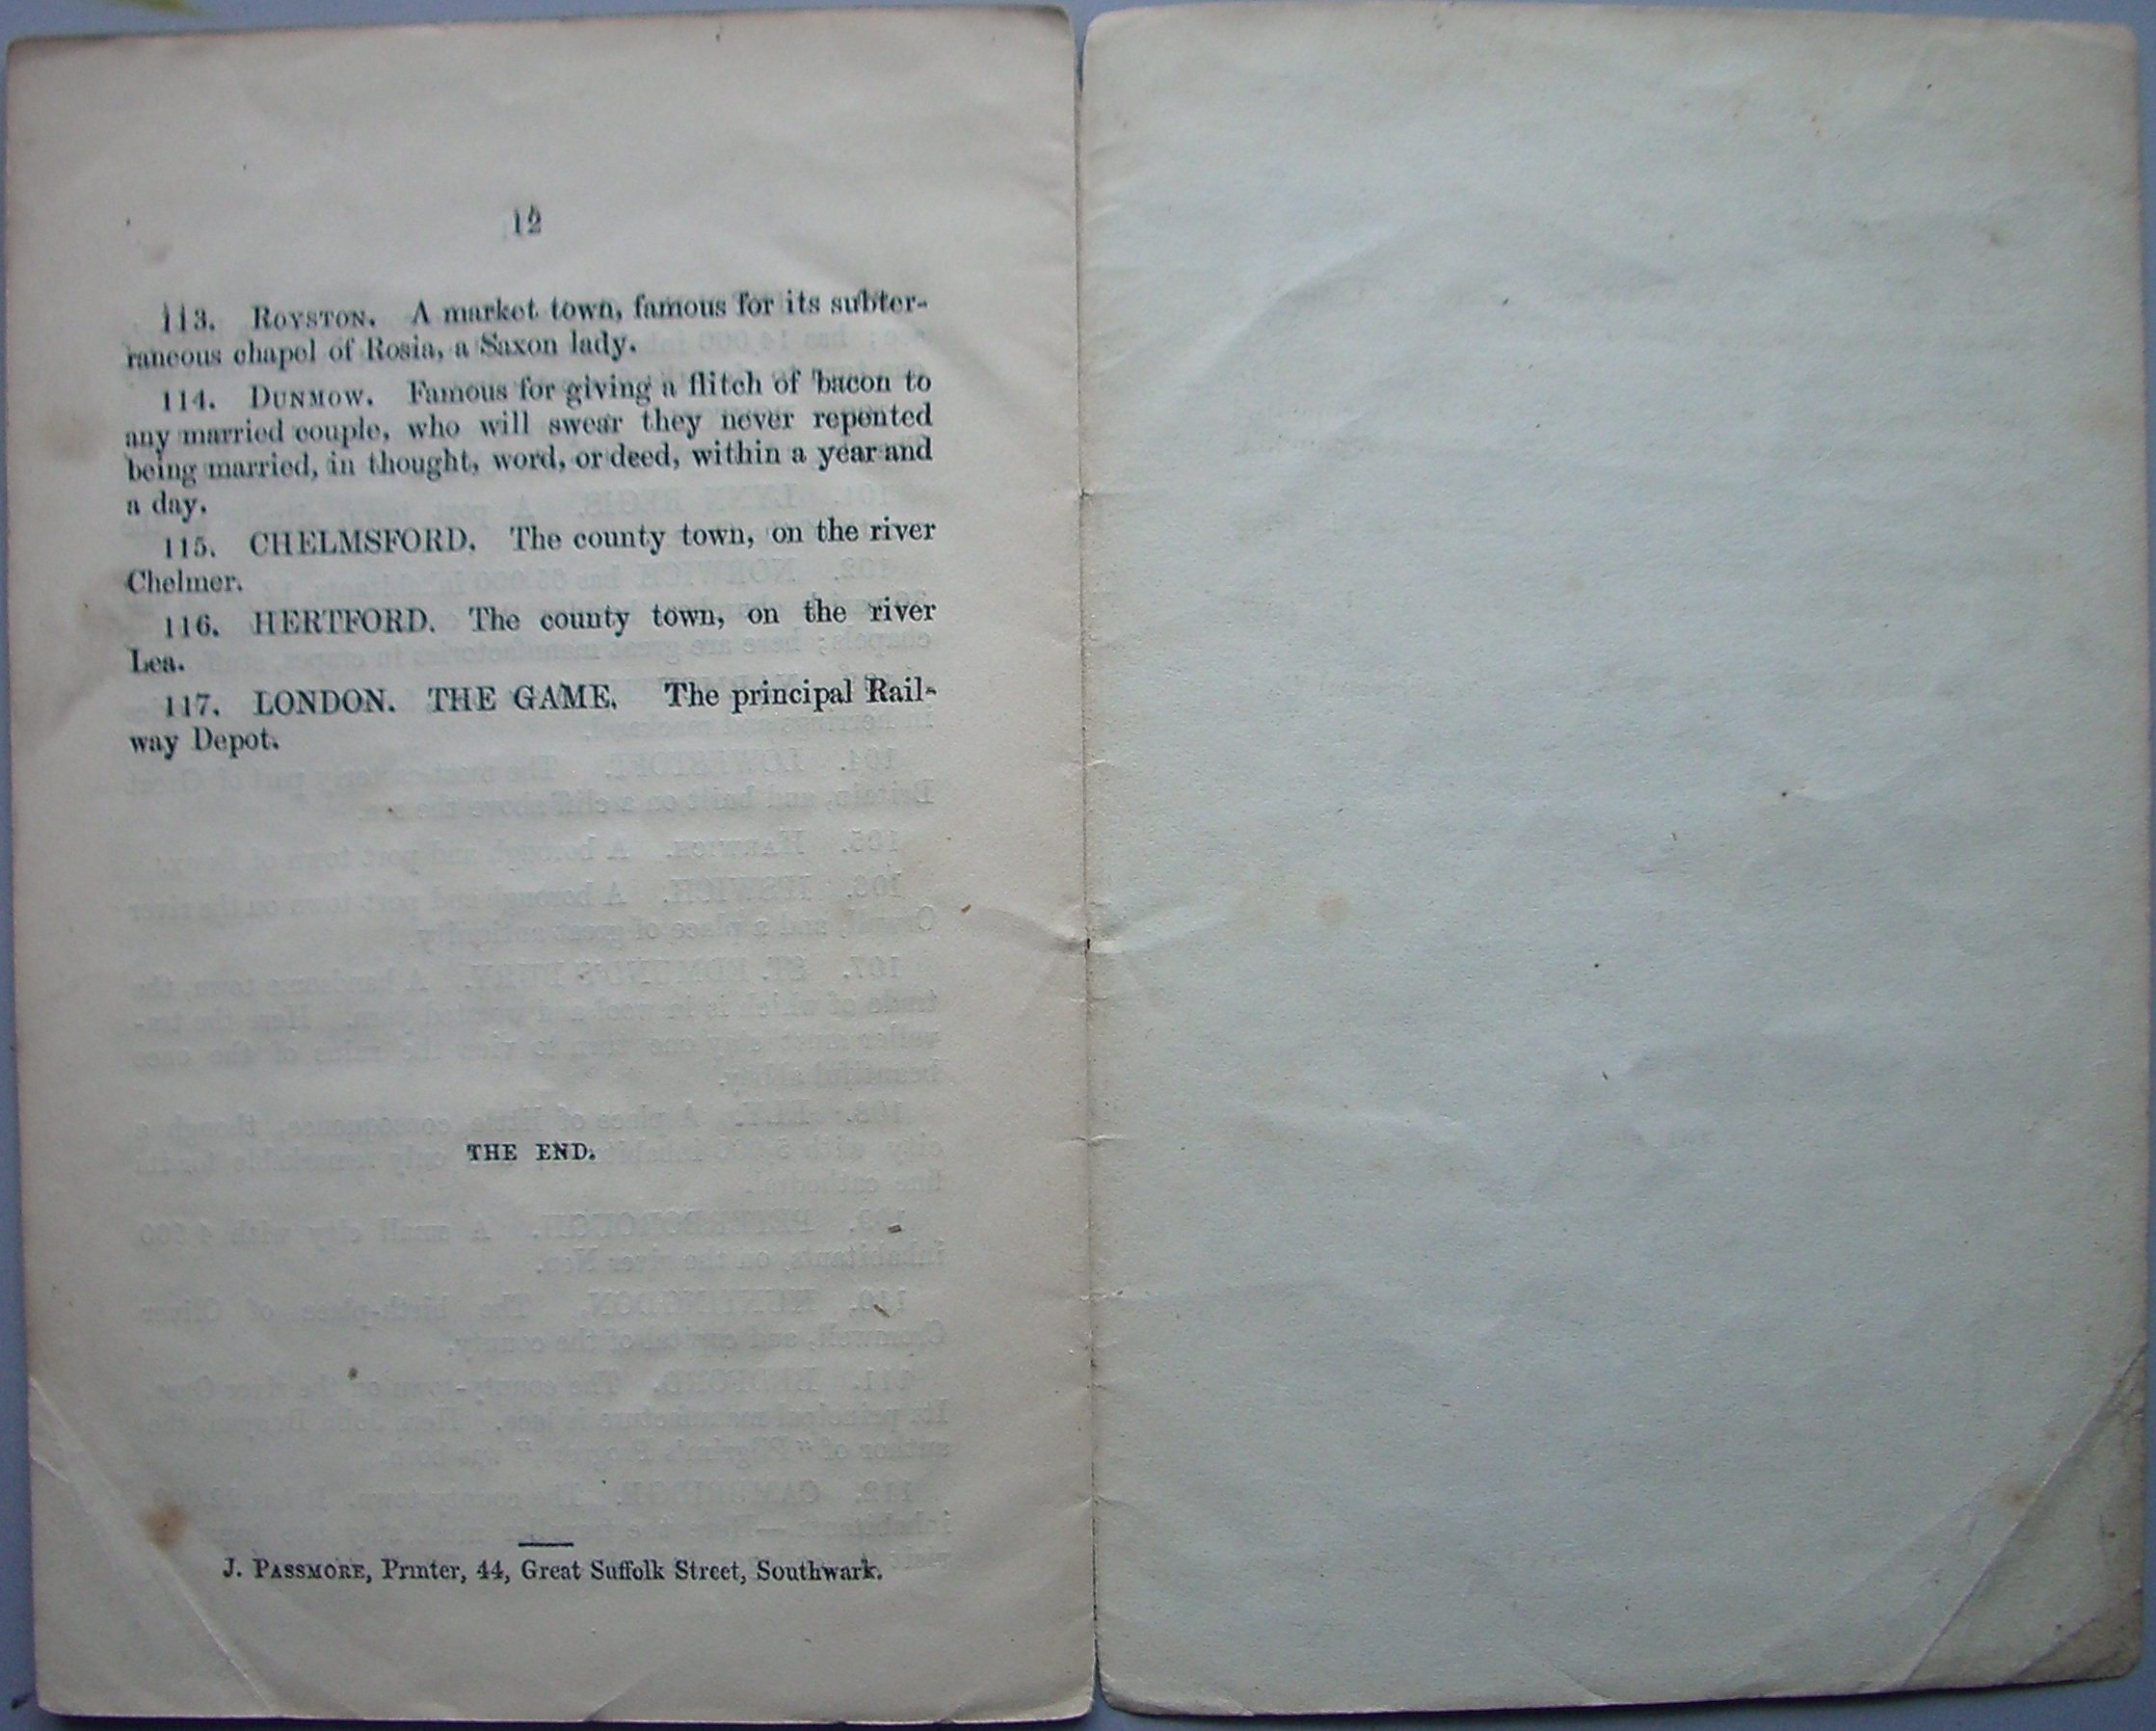 12
113. ROYSTON. A market town, famous for its subter-
raneous chapel of Rosia, a Saxon lady.
114. DUNMOW. Famous for giving a flitch of bacon to
any married couple, who will swear they never repented
being married, in thought, word, or deed, within a year and
a day.
115. CHELMSFORD. The county town, on the river
Chelmer.
116. HERTFORD. The county town, on the river
Lea.
117. LONDON. THE GAME. The principal Rail-
way Depot.
THE END.
J. PASSMORE, Printer, 44, Great Suffolk Street, Southwark.